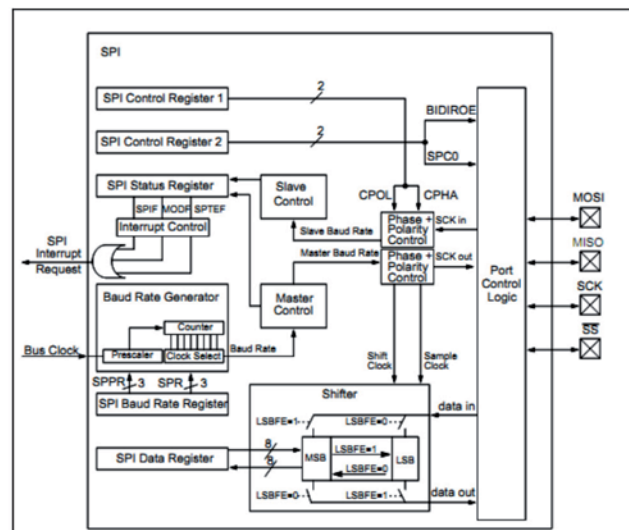 SPI
SPI Control Register 1
2
SPI Control Register 2
2
BIDIROE
SPC0
SPI Status Register
SPIF MODF SPTEF
Interrupt Control
SPI
Interrupt
Request
Slave
Control
CPOL CPHA
Slave Baud Rate
Phase +
Polarity
Control
SCK in
Master Baud Rate
Phase +
Polarity
Control
SCK out
Master
Control
Port
Control
Logic
MOSI
MISO
SCK
SS
Baud Rate Generator
Counter
Bus Clock
Prescaler
Clock Select
Baud Rate
SPPR 3
SPR 3
SPI Baud Rate Register
Shift
Clock
Sample
Clock
Shifter
LSBFE=1
LSBFE=0
data in
SPI Data Register
8
8
MSB
LSBFE=1
LSBFE=0
LSB
LSBFE=0
LSBFE=1
data out